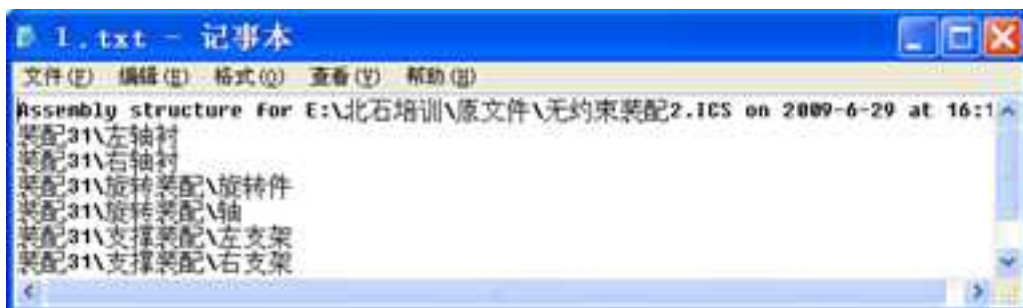 1.txt - 记事本
文件(F) 编辑(E) 格式(O) 查看(V) 帮助(H)
Assembly structure for E:\北石培训\原文件\无约束装配2.ICS on 2009-6-29 at 16:1
装配31\左轴衬
装配31\右轴衬
装配31\旋转装配\旋转件
装配31\旋转装配\轴
装配31\支撑装配\左支架
装配31\支撑装配\右支架